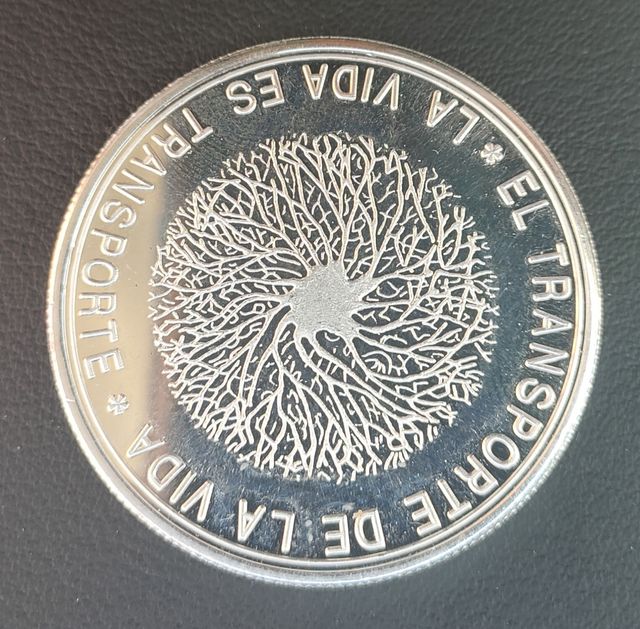 EL TRANSPORTE DE LA VIDA *
LA VIDA ES TRANSPORTE *